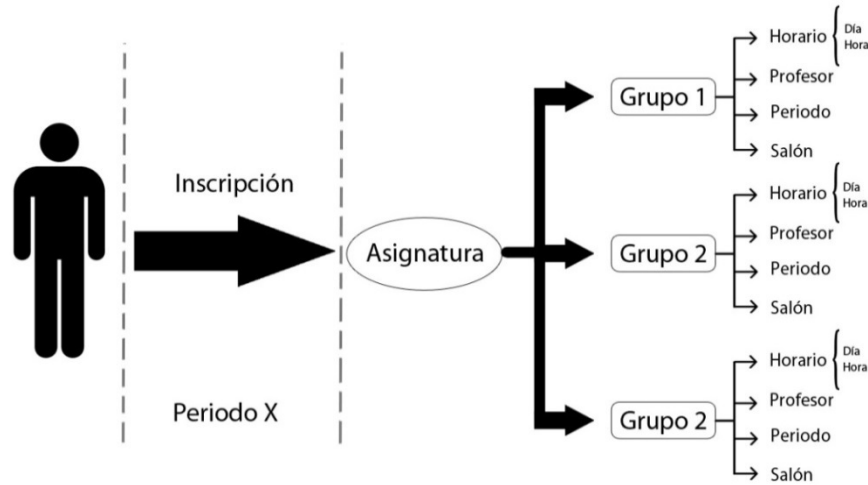 Inscripción
Periodo X
Asignatura
Grupo 1
Horario
Día
Hora
Profesor
Periodo
Salón
Grupo 2
Horario
Día
Hora
Profesor
Periodo
Salón
Grupo 2
Horario
Día
Hora
Profesor
Periodo
Salón